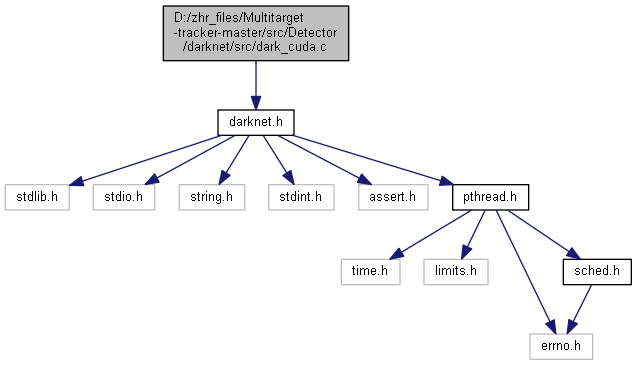 D:/zhr_files/Multitarget
-tracker-master/src/Detector
/darknet/src/dark_cuda.c
darknet.h
stdlib.h
stdio.h
string.h
stdint.h
assert.h
pthread.h
time.h
limits.h
sched.h
errno.h